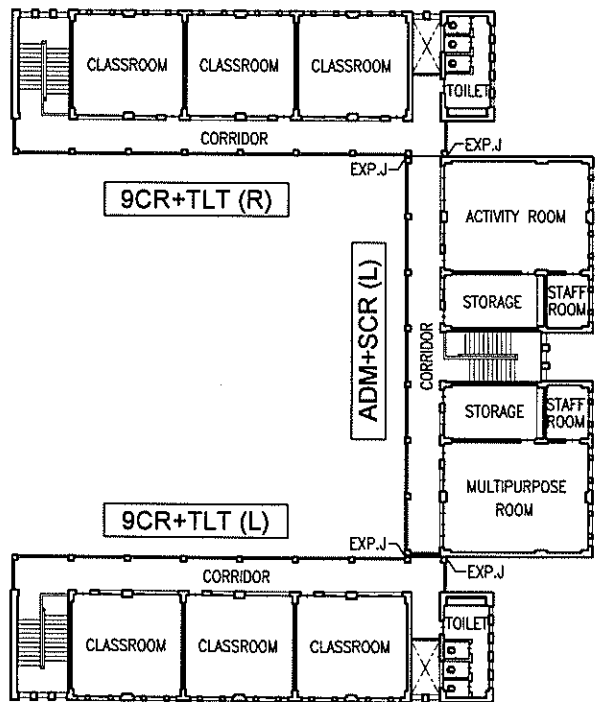 CLASSROOM
CLASSROOM
CLASSROOM
TOILET
CORRIDOR
EXP.J
EXP.J
9CR+TLT (R)
ACTIVITY ROOM
ADM+SCR (L)
CORRIDOR
STORAGE
STAFF
ROOM
STORAGE
STAFF
ROOM
MULTIPURPOSE
ROOM
9CR+TLT (L)
EXP.J
EXP.J
CORRIDOR
CLASSROOM
CLASSROOM
CLASSROOM
TOILET